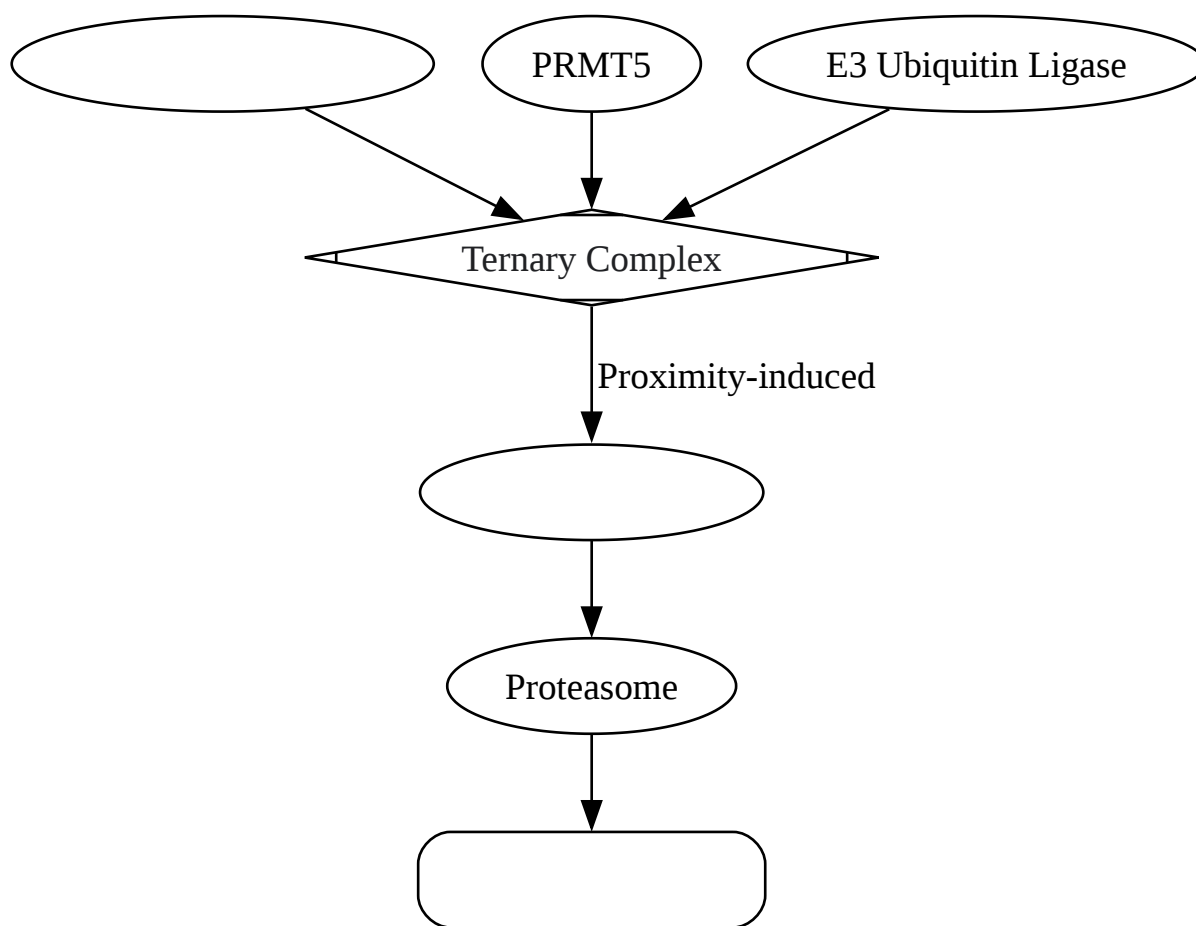 PRMT5
E3 Ubiquitin Ligase
Ternary Complex
Proximity-induced
Proteasome